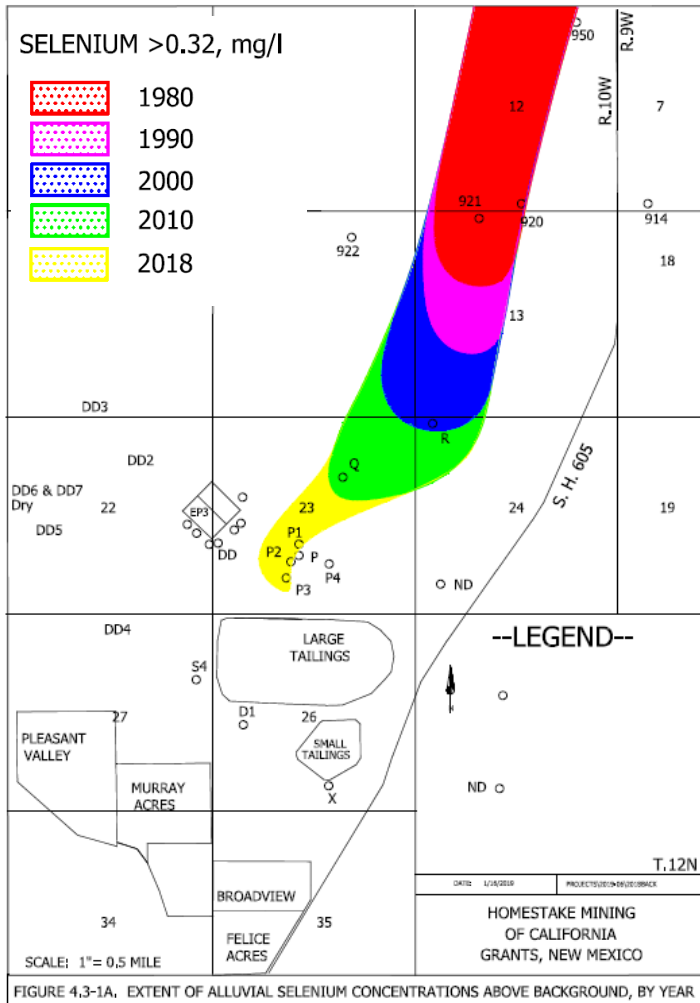 SELENIUM >0.32, mg/l
1980
1990
2000
2010
2018
950
R.9W
R.10W
12
7
921
920
914
922
18
13
DD3
R
DD2
Q
S. H. 605
DD6 & DD7
Dry
22
EP3
23
24
19
DD5
DD
P1
P2
P
P4
P3
ND
DD4
LARGE
TAILINGS
--LEGEND--
S4
27
D1
26
PLEASANT
VALLEY
SMALL
TAILINGS
MURRAY
ACRES
X
ND
T.12N
DATE: 1/16/2019
BROADVIEW
34
35
FELICE
ACRES
HOMESTAKE MINING
OF CALIFORNIA
GRANTS, NEW MEXICO
SCALE: 1"= 0.5 MILE
FIGURE 4.3-1A. EXTENT OF ALLUVIAL SELENIUM CONCENTRATIONS ABOVE BACKGROUND, BY YEAR